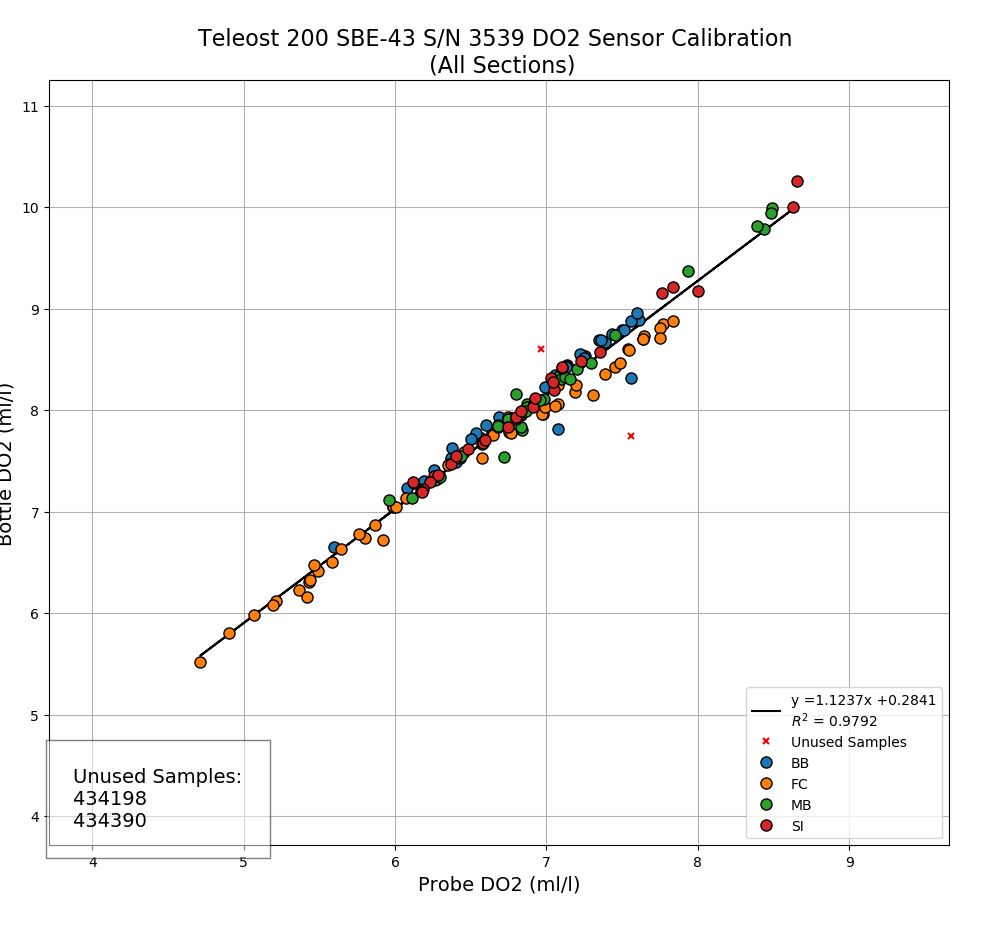 Teleost 200 SBE-43 S/N 3539 DO2 Sensor Calibration
(All Sections)
11
10
9
8
7
6
5
4
Bottle DO2 (ml/l)
y =1.1237x +0.2841
R² = 0.9792
Unused Samples
BB
FC
MB
SI
Unused Samples:
434198
434390
4 5 6 7 8 9
Probe DO2 (ml/l)